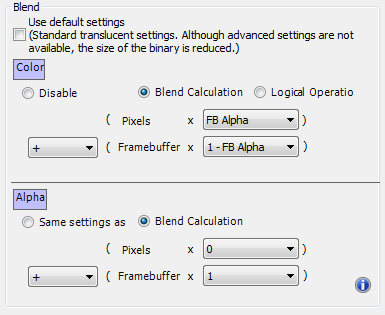 Blend
Use default settings
(Standard translucent settings. Although advanced settings are not
available, the size of the binary is reduced.)
Color
Disable Blend Calculation Logical Operatio
( Pixels x FB Alpha )
+ ( Framebuffer x 1 - FB Alpha )
Alpha
Same settings as Blend Calculation
( Pixels x 0 )
+ ( Framebuffer x 1 )